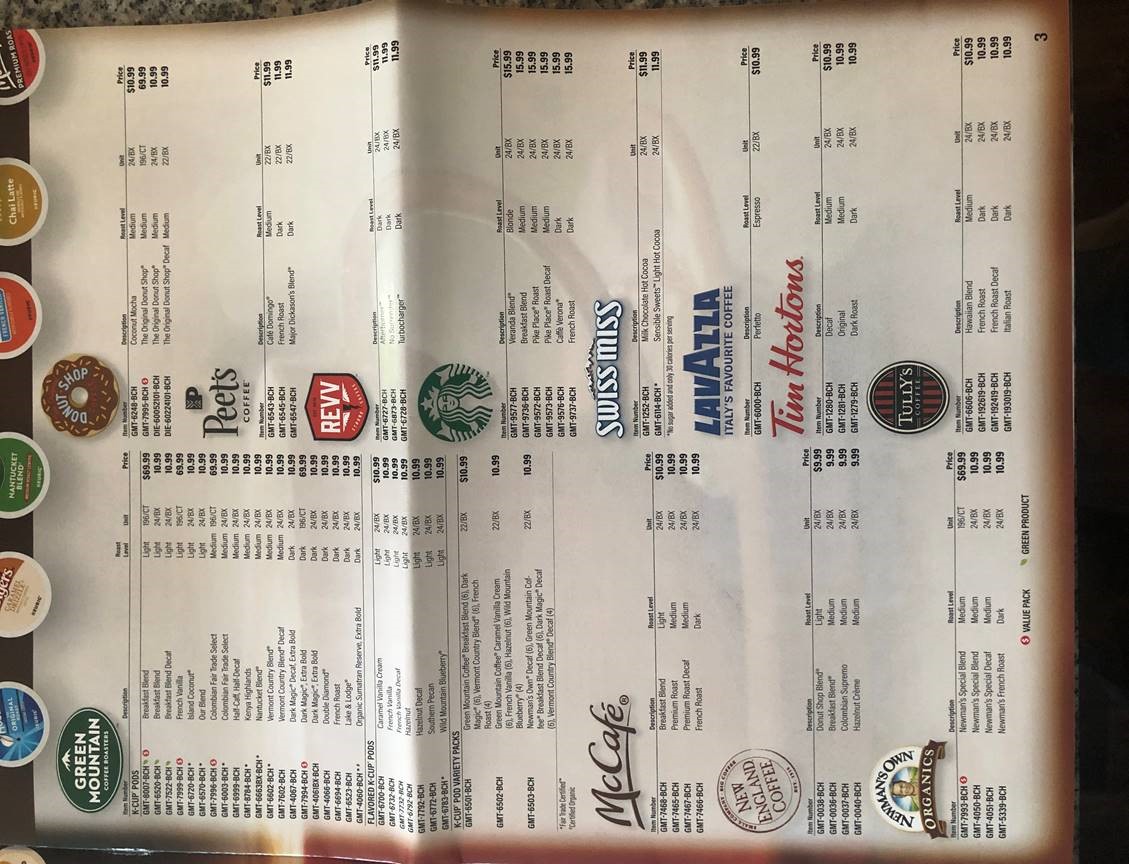 ORIGINAL
ROAST
KEURIG
CARAMEL
DRIZZLE
KEURIG
NANTUCKET
BLEND®
MEDIUM ROAST COFFEE
KEURIG
FRENCH VANILLA
KEURIG
Chai Latte
KEURIG
PREMIUM ROAS
GREEN
MOUNTAIN
COFFEE ROASTERS
Item Number Description Roast Level Unit Price
K-CUP® PODS
GMT-8007-BCH $ Breakfast Blend Light 196/CT $69.99
GMT-6520-BCH Breakfast Blend Light 24/BX 10.99
GMT-7522-BCH Breakfast Blend Decaf Light 24/BX 10.99
GMT-7999-BCH $ French Vanilla Light 196/CT 69.99
GMT-6720-BCH * Island Coconut® Light 24/BX 10.99
GMT-6570-BCH * Our Blend Light 24/BX 10.99
GMT-7996-BCH $ Colombian Fair Trade Select Medium 196/CT 69.99
GMT-6003-BCH * Colombian Fair Trade Select Medium 24/BX 10.99
GMT-6999-BCH Half-Caff, Half-Decaf Medium 24/BX 10.99
GMT-8784-BCH * Kenya Highlands Medium 24/BX 10.99
GMT-6663BX-BCH * Nantucket Blend® Medium 24/BX 10.99
GMT-6602-BCH * Vermont Country Blend® Medium 24/BX 10.99
GMT-7602-BCH Vermont Country Blend® Decaf Medium 24/BX 10.99
GMT-4067-BCH Dark Magic® Decaf, Extra Bold Dark 24/BX 10.99
GMT-7994-BCH $ Dark Magic®, Extra Bold Dark 196/CT 69.99
GMT-4061BX-BCH Dark Magic®, Extra Bold Dark 24/BX 10.99
GMT-4066-BCH Double Diamond® Dark 24/BX 10.99
GMT-6694-BCH French Roast Dark 24/BX 10.99
GMT-6523-BCH Lake & Lodge® Dark 24/BX 10.99
GMT-4060-BCH *‡ Organic Sumatran Reserve, Extra Bold Dark 24/BX 10.99
FLAVORED K-CUP® PODS
GMT-6700-BCH Caramel Vanilla Cream Light 24/BX $10.99
GMT-6732-BCH French Vanilla Light 24/BX 10.99
GMT-7732-BCH French Vanilla Decaf Light 24/BX 10.99
GMT-6792-BCH Hazelnut Light 24/BX 10.99
GMT-7792-BCH Hazelnut Decaf Light 24/BX 10.99
GMT-6772-BCH Southern Pecan Light 24/BX 10.99
GMT-6783-BCH * Wild Mountain Blueberry® Light 24/BX 10.99
K-CUP® POD VARIETY PACKS
GMT-6501-BCH Green Mountain Coffee® Breakfast Blend (6), Dark 22/BX $10.99
Magic® (6), Vermont Country Blend® (6), French
Roast (4)
GMT-6502-BCH Green Mountain Coffee® Caramel Vanilla Cream 22/BX 10.99
(6), French Vanilla (6), Hazelnut (6), Wild Mountain
Blueberry® (4)
GMT-6503-BCH Newman's Own® Decaf (6), Green Mountain Cof- 22/BX 10.99
fee® Breakfast Blend Decaf (6), Dark Magic® Decaf
(6), Vermont Country Blend® Decaf (4)
*Fair Trade Certified™
‡Certified Organic
McCafé®
Item Number Description Roast Level Unit Price
GMT-7468-BCH Breakfast Blend Light 24/BX $10.99
GMT-7465-BCH Premium Roast Medium 24/BX 10.99
GMT-7467-BCH Premium Roast Decaf Medium 24/BX 10.99
GMT-7466-BCH French Roast Dark 24/BX 10.99
SMALL COMPANY - BIG COFFEE
NEW
ENGLAND
COFFEE
EST. 1916
Item Number Description Roast Level Unit Price
GMT-0038-BCH Donut Shop Blend® Light 24/BX $9.99
GMT-0036-BCH Breakfast Blend® Medium 24/BX 9.99
GMT-0037-BCH Colombian Supremo Medium 24/BX 9.99
GMT-0040-BCH Hazelnut Crème Medium 24/BX 9.99
NEWMAN'S OWN
ORGANICS
Item Number Description Roast Level Unit Price
GMT-7993-BCH $ Newman's Special Blend Medium 196/CT $69.99
GMT-4050-BCH Newman's Special Blend Medium 24/BX 10.99
GMT-4051-BCH Newman's Special Decaf Medium 24/BX 10.99
GMT-5339-BCH Newman's French Roast Dark 24/BX 10.99
$ VALUE PACK GREEN PRODUCT
DONUT SHOP
Item Number Description Roast Level Unit Price
GMT-6248-BCH Coconut Mocha Medium 24/BX $10.99
GMT-7995-BCH $ The Original Donut Shop® Medium 196/CT 69.99
DIE-60052101-BCH The Original Donut Shop® Medium 24/BX 10.99
DIE-60224101-BCH The Original Donut Shop® Decaf Medium 22/BX 10.99
Peet's
COFFEE
Item Number Description Roast Level Unit Price
GMT-6543-BCH Café Domingo® Medium 22/BX $11.99
GMT-6545-BCH French Roast Dark 22/BX 11.99
GMT-6547-BCH Major Dickason's Blend® Dark 22/BX 11.99
REVV
Item Number Description Roast Level Unit Price
GMT-6727-BCH Afterburner™ Dark 24/BX $11.99
GMT-6873-BCH No Surrender™ Dark 24/BX 11.99
GMT-6728-BCH Turbocharger™ Dark 24/BX 11.99
Item Number Description Roast Level Unit Price
GMT-9577-BCH Veranda Blend® Blonde 24/BX $15.99
GMT-9736-BCH Breakfast Blend Medium 24/BX 15.99
GMT-9572-BCH Pike Place® Roast Medium 24/BX 15.99
GMT-9573-BCH Pike Place® Roast Decaf Medium 24/BX 15.99
GMT-9576-BCH Caffè Verona® Dark 24/BX 15.99
GMT-9737-BCH French Roast Dark 24/BX 15.99
SWISS MISS
Item Number Description Unit Price
GMT-1252-BCH Milk Chocolate Hot Cocoa 24/BX $11.99
GMT-6114-BCH * Sensible Sweets™ Light Hot Cocoa 24/BX 11.99
*No sugar added and only 30 calories per serving
LAVAZZA
ITALY'S FAVOURITE COFFEE
Item Number Description Roast Level Unit Price
GMT-6000-BCH Perfetto Espresso 22/BX $10.99
Tim Hortons.
Item Number Description Roast Level Unit Price
GMT-1280-BCH Decaf Medium 24/BX $10.99
GMT-1281-BCH Original Medium 24/BX 10.99
GMT-1279-BCH Dark Roast Dark 24/BX 10.99
TULLY'S
COFFEE
Item Number Description Roast Level Unit Price
GMT-6606-BCH Hawaiian Blend Medium 24/BX $10.99
GMT-192619-BCH French Roast Dark 24/BX 10.99
GMT-192419-BCH French Roast Decaf Dark 24/BX 10.99
GMT-193019-BCH Italian Roast Dark 24/BX 10.99
3